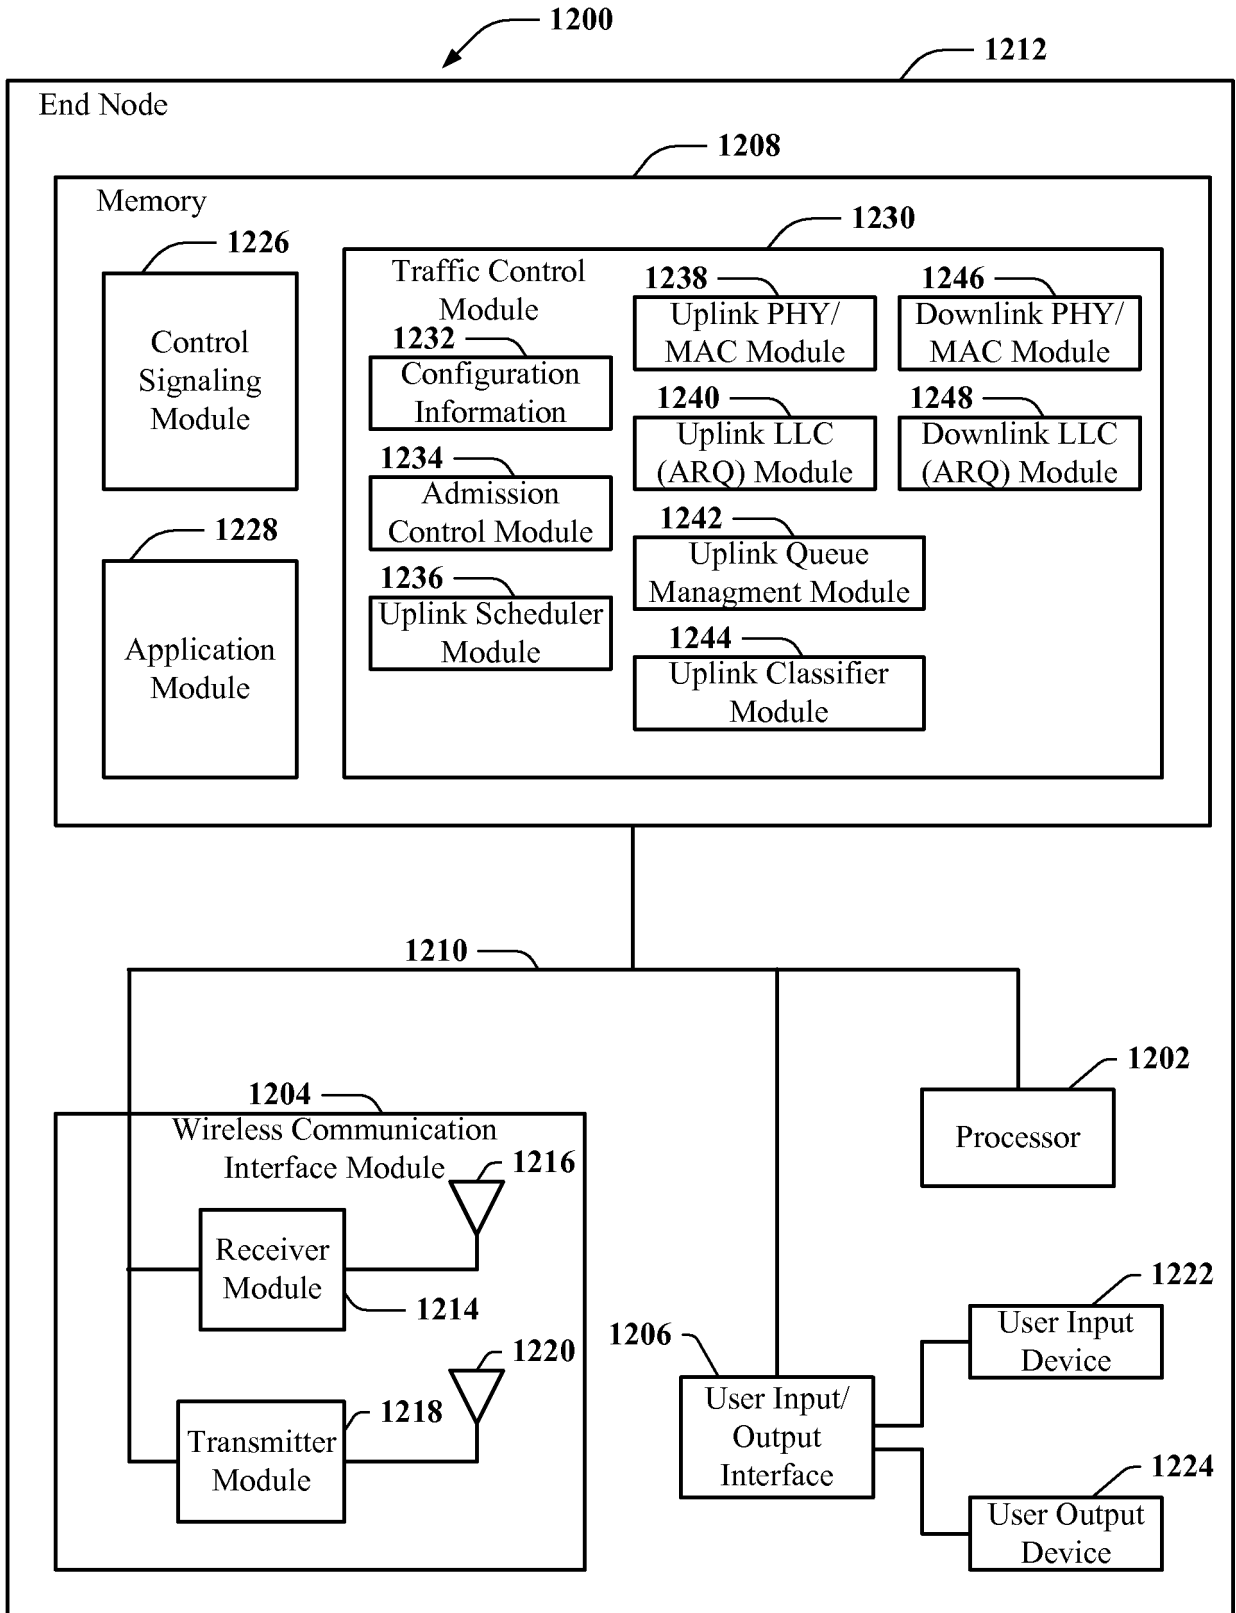 1200
1212
End Node
1208
Memory
1230
1226
Control
Signaling
Module
1228
Application
Module
Traffic Control
Module
1232
Configuration
Information
1234
Admission
Control Module
1236
Uplink Scheduler
Module
1238
Uplink PHY/
MAC Module
1240
Uplink LLC
(ARQ) Module
1242
Uplink Queue
Managment Module
1244
Uplink Classifier
Module
1246
Downlink PHY/
MAC Module
1248
Downlink LLC
(ARQ) Module
1210
1202
Processor
1204
Wireless Communication
Interface Module
1216
Receiver
Module
1214
1220
1218
Transmitter
Module
1206
User Input/
Output
Interface
1222
User Input
Device
1224
User Output
Device